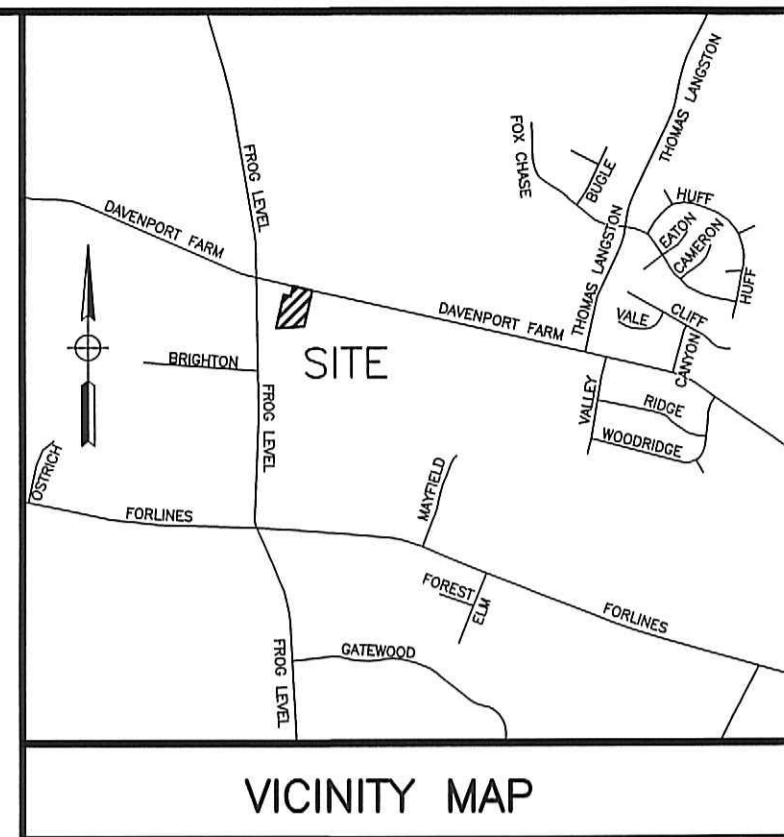 THOMAS LANGSTON
FOX CHASE
BUGLE
FROG LEVEL
HUFF
EATON
CAMERON
HUFF
DAVENPORT FARM
THOMAS LANGSTON
DAVENPORT FARM
VALE
CLIFF
CANYON
SITE
BRIGHTON
FROG LEVEL
VALLEY
RIDGE
WOODRIDGE
OSTRICH
MAYFIELD
FORLINES
FOREST
ELM
FORLINES
FROG LEVEL
GATEWOOD
VICINITY MAP